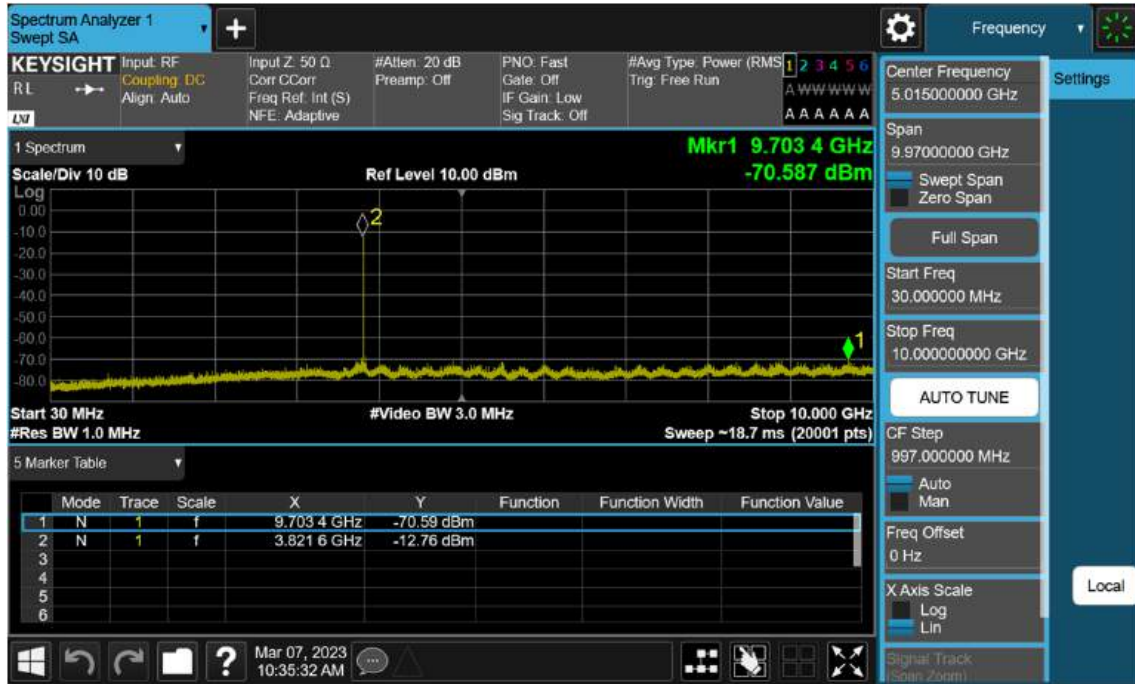 Spectrum Analyzer 1
Swept SA
+
Frequency
KEYSIGHT
RL
LXI
Input: RF
Coupling: DC
Align: Auto
Input Z: 50 Ω
Corr CCorr
Freq Ref: Int (S)
NFE: Adaptive
#Atten: 20 dB
Preamp: Off
PNO: Fast
Gate: Off
IF Gain: Low
Sig Track: Off
#Avg Type: Power (RMS
Trig: Free Run
1 2 3 4 5 6
A W W W W W
A A A A A A
1 Spectrum
Scale/Div 10 dB
Ref Level 10.00 dBm
Mkr1 9.703 4 GHz
-70.587 dBm
Log
0.00
-10.0
-20.0
-30.0
-40.0
-50.0
-60.0
-70.0
-80.0
2
1
Start 30 MHz
#Video BW 3.0 MHz
Stop 10.000 GHz
#Res BW 1.0 MHz
Sweep ~18.7 ms (20001 pts)
5 Marker Table
Mode Trace Scale X Y Function Function Width Function Value
1 N 1 f 9.703 4 GHz -70.59 dBm
2 N 1 f 3.821 6 GHz -12.76 dBm
3
4
5
6
Center Frequency
5.015000000 GHz
Span
9.97000000 GHz
Swept Span
Zero Span
Full Span
Start Freq
30.000000 MHz
Stop Freq
10.000000000 GHz
AUTO TUNE
CF Step
997.000000 MHz
Auto
Man
Freq Offset
0 Hz
X Axis Scale
Log
Lin
Signal Track
(Span Zoom)
Settings
Local
?
Mar 07, 2023
10:35:32 AM